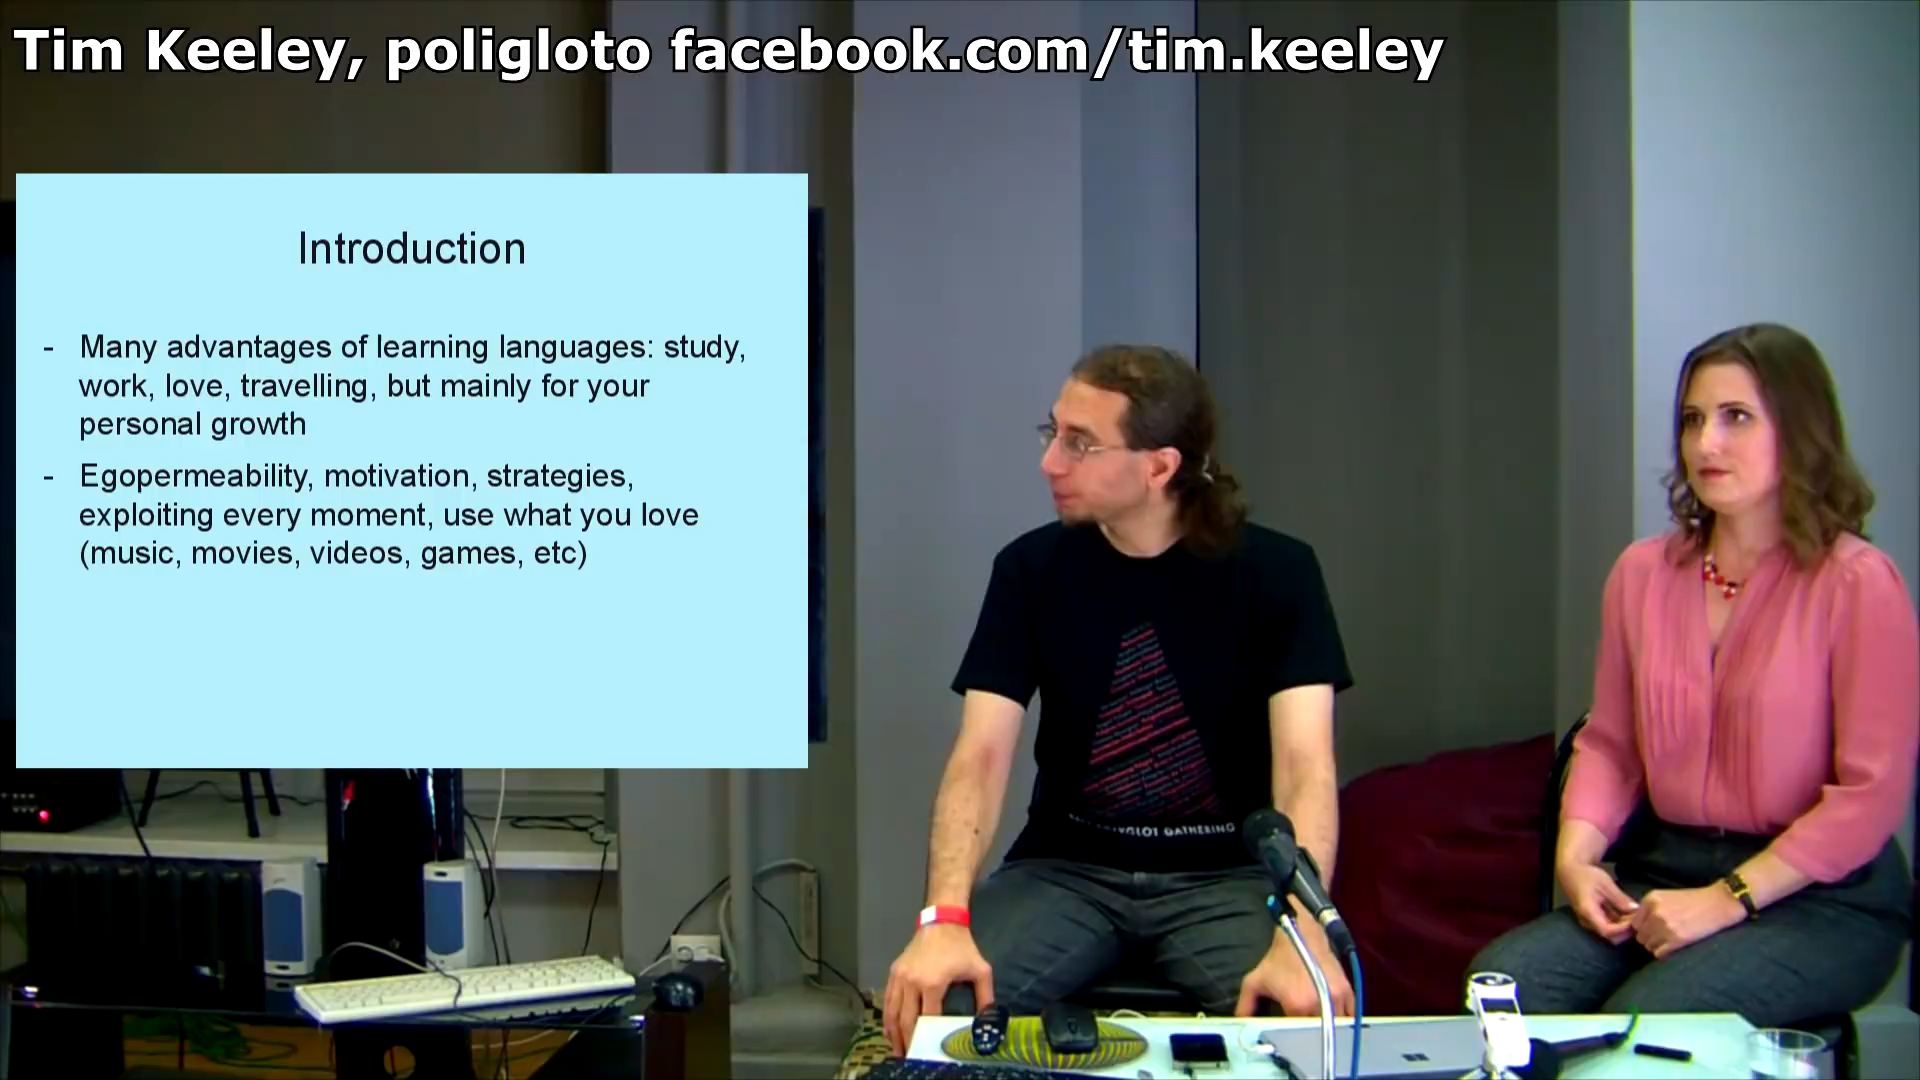 Tim Keeley, poligloto facebook.com/tim.keeley
Introduction
- Many advantages of learning languages: study,
work, love, travelling, but mainly for your
personal growth
- Egopermeability, motivation, strategies,
exploiting every moment, use what you love
(music, movies, videos, games, etc)
GATHERING